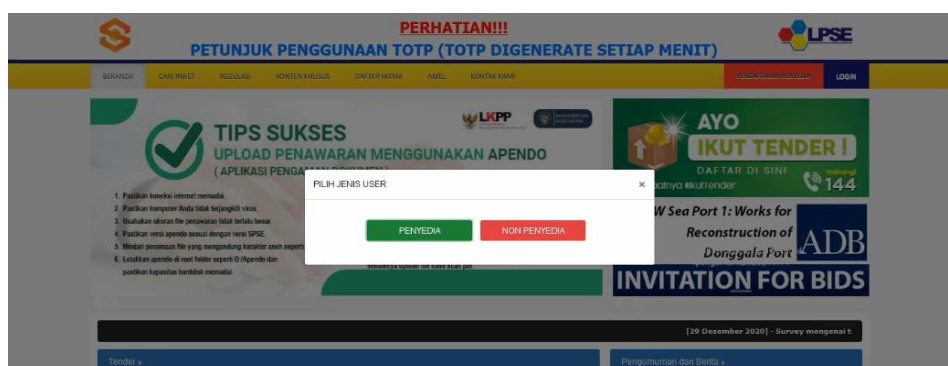 PERHATIAN!!!
PETUNJUK PENGGUNAAN TOTP (TOTP DIGENERATE SETIAP MENIT)
LPSE
BERANDA CARI PAKET REGULASI KONTEN KHUSUS DAFTAR HITAM AMEL KONTAK KAMI
LOGIN
LKPP
TIPS SUKSES
UPLOAD PENAWARAN MENGGUNAKAN APENDO
( APLIKASI
1. Pastikan koneksi internet memadai.
2. Pastikan komputer Anda tidak terjangkit virus.
3. Usahakan ukuran file penawaran tidak terlalu besar.
4. Pastikan versi apendo sesuai dengan versi SPSE.
5. Hindari penamaan file yang mengandung karakter aneh seperti
6. Letakkan apendo di root folder seperti D:/Apendo dan
pastikan kapasitas harddisk memadai.
PILIH JENIS USER
×
PENYEDIA
NON PENYEDIA
AYO
IKUT TENDER !
DAFTAR DI SINI
#ikutTender
hubungi
144
W Sea Port 1: Works for
Reconstruction of
Donggala Port
ADB
INVITATION FOR BIDS
[29 Desember 2020] - Survey mengenai t
Tender »
Pengumuman dan Berita »